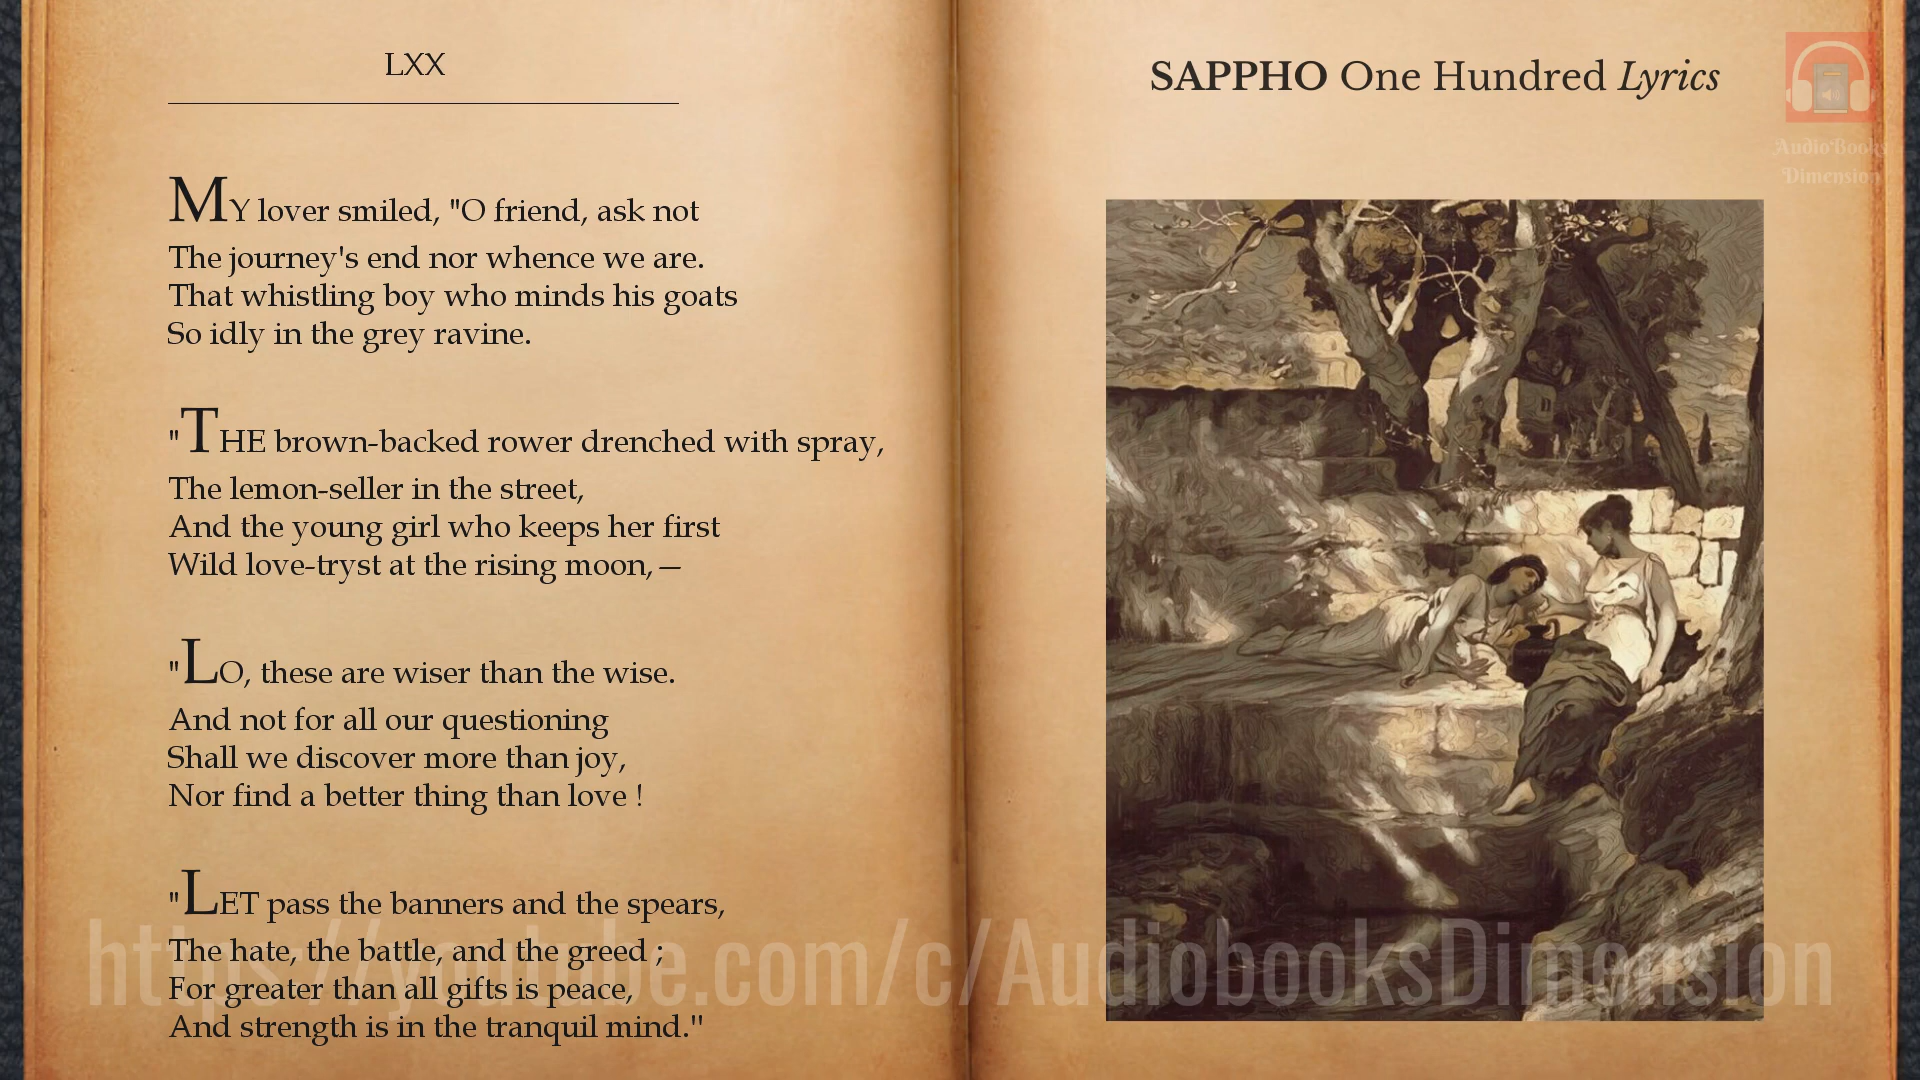 LXX
MY lover smiled, "O friend, ask not
The journey's end nor whence we are.
That whistling boy who minds his goats
So idly in the grey ravine.
"THE brown-backed rower drenched with spray,
The lemon-seller in the street,
And the young girl who keeps her first
Wild love-tryst at the rising moon,—
"LO, these are wiser than the wise.
And not for all our questioning
Shall we discover more than joy,
Nor find a better thing than love !
"LET pass the banners and the spears,
The hate, the battle, and the greed ;
For greater than all gifts is peace,
And strength is in the tranquil mind."
SAPPHO One Hundred Lyrics
AudioBooks
Dimension
https://youtube.com/c/AudiobooksDimension